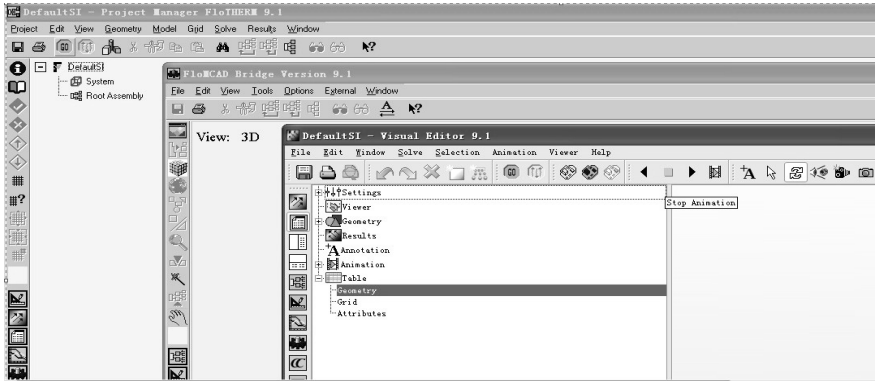 DefaultSI - Project Manager FloTHERM 9.1
Project Edit View Geometry Model Grid Solve Results Window
DefaultSI
System
Root Assembly
FloMCAD Bridge Version 9.1
File Edit View Tools Options External Window
View: 3D
DefaultSI - Visual Editor 9.1
File Edit Window Solve Selection Animation Viewer Help
Stop Animation
Settings
Viewer
Geometry
Results
Annotation
Animation
Table
Geometry
Grid
Attributes